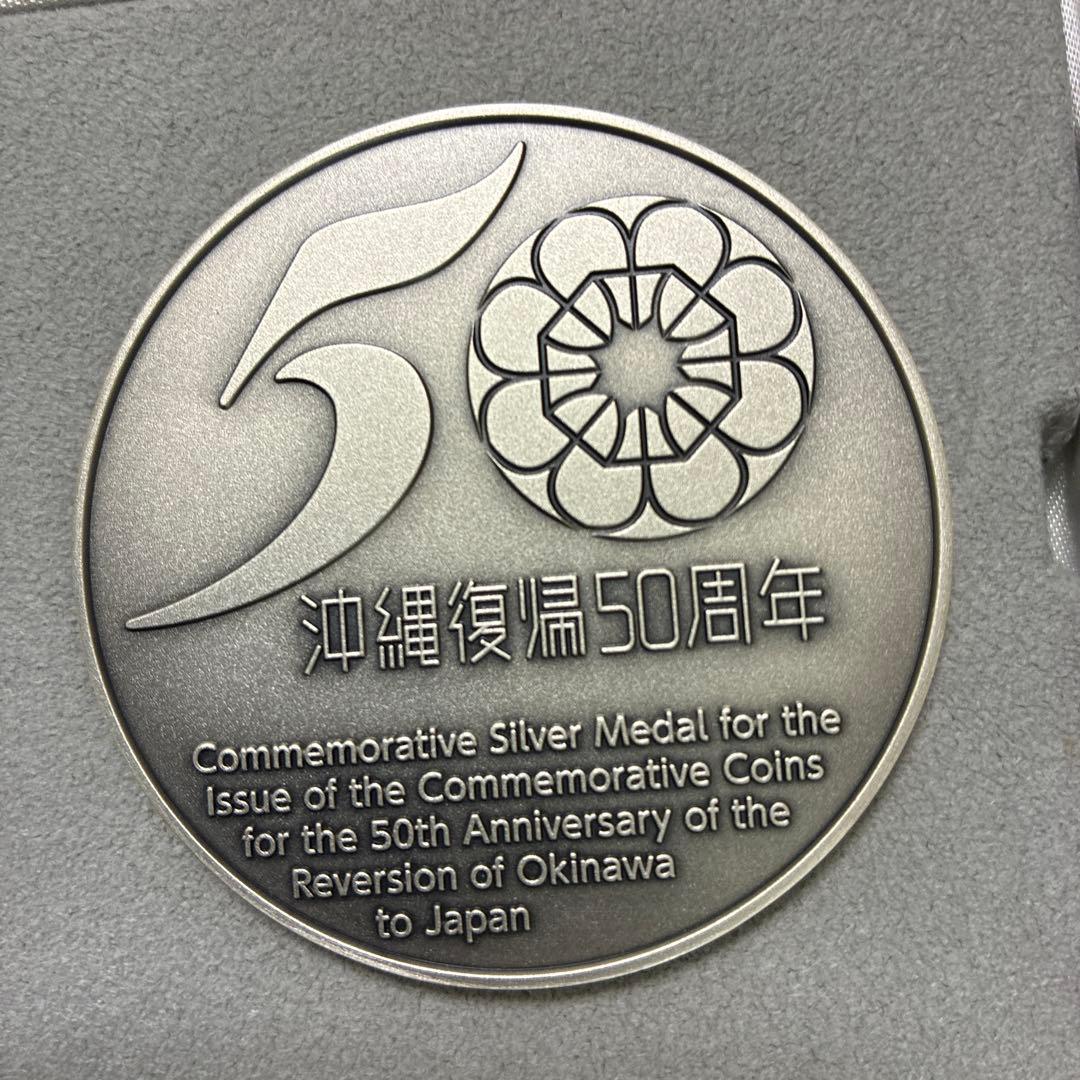 50
沖縄復帰50周年
Commemorative Silver Medal for the
Issue of the Commemorative Coins
for the 50th Anniversary of the
Reversion of Okinawa
to Japan